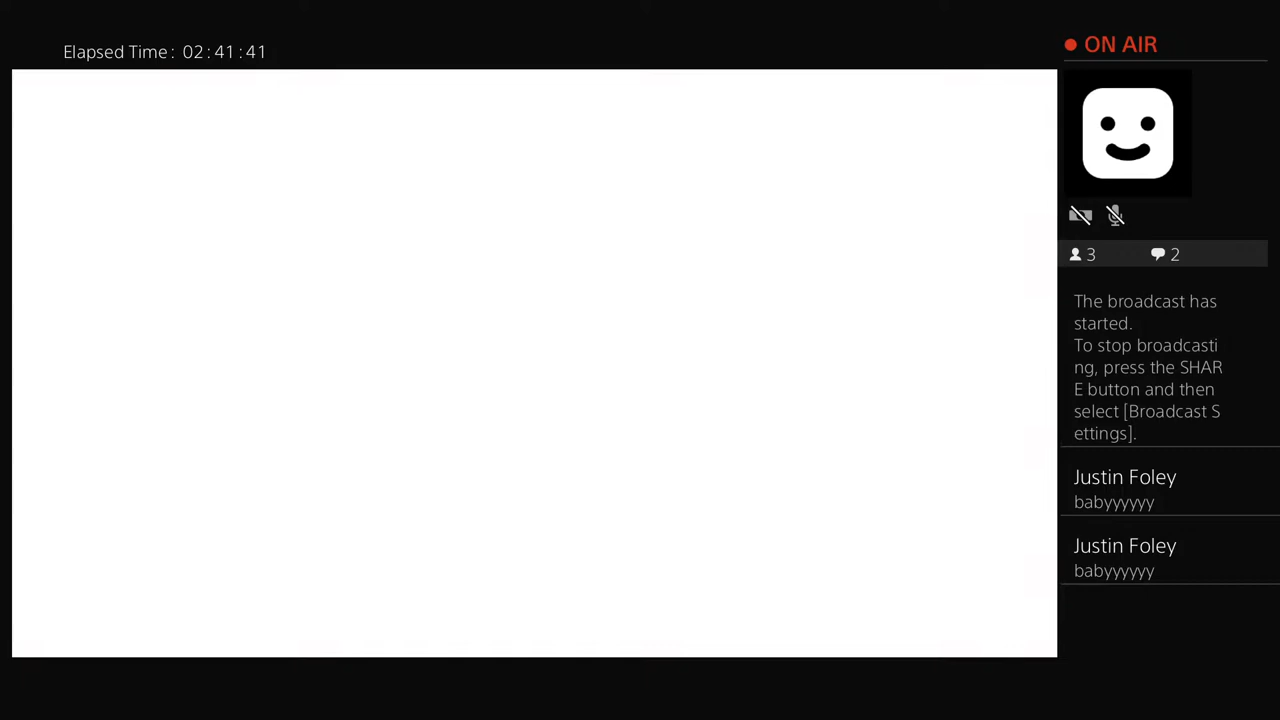 Elapsed Time: 02:41:41
ON AIR
3 2
The broadcast has
started.
To stop broadcasti
ng, press the SHAR
E button and then
select [Broadcast S
ettings].
Justin Foley
babyyyyyy
Justin Foley
babyyyyyy